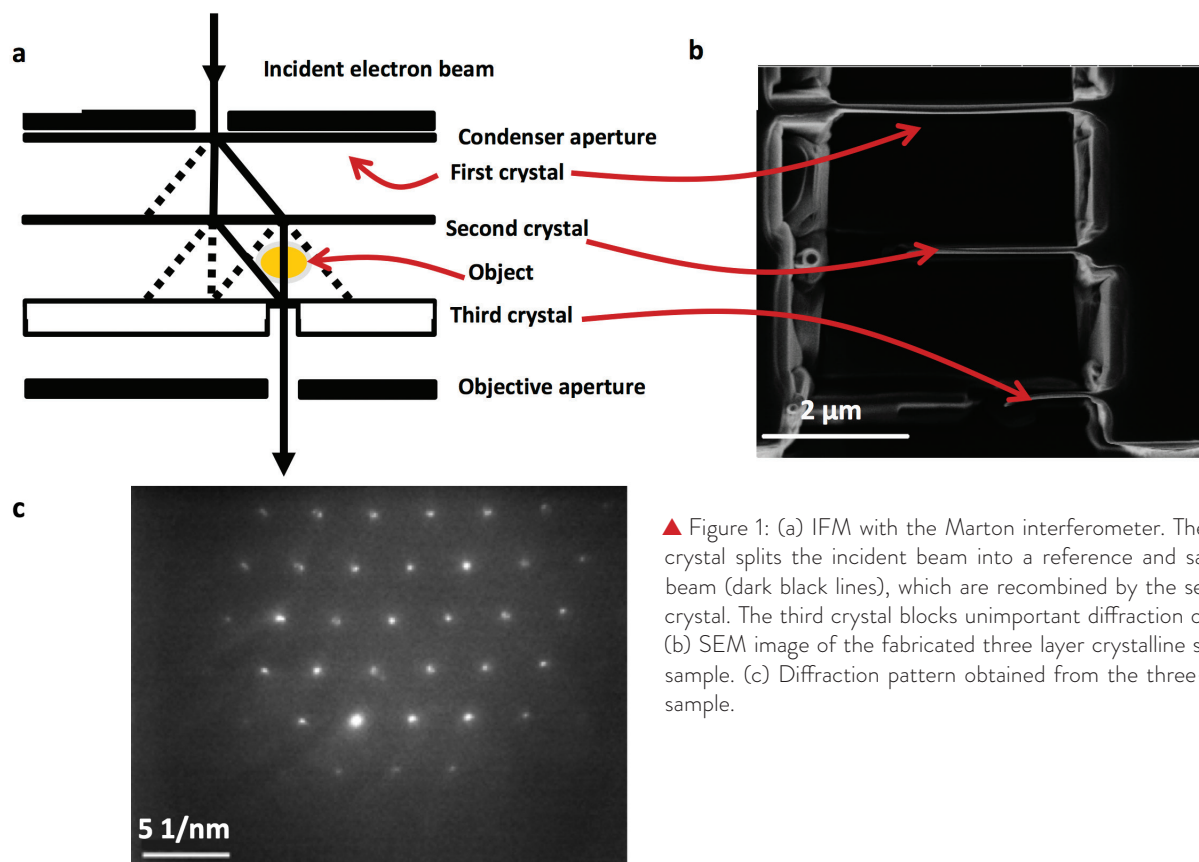 a
Incident electron beam
Condenser aperture
First crystal
Second crystal
Object
Third crystal
Objective aperture
b
2 µm
c
5 1/nm
▲ Figure 1: (a) IFM with the Marton interferometer. The
crystal splits the incident beam into a reference and sa
beam (dark black lines), which are recombined by the se
crystal. The third crystal blocks unimportant diffraction o
(b) SEM image of the fabricated three layer crystalline s
sample. (c) Diffraction pattern obtained from the three
sample.